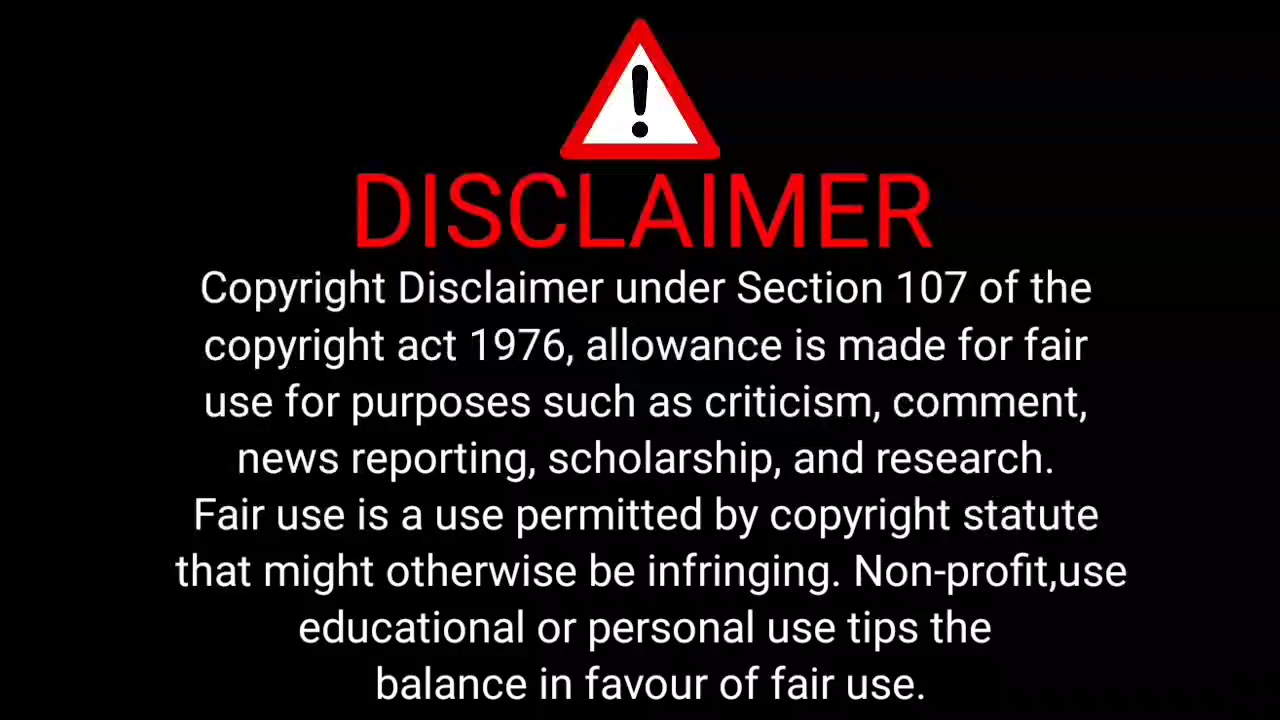 DISCLAIMER
Copyright Disclaimer under Section 107 of the
copyright act 1976, allowance is made for fair
use for purposes such as criticism, comment,
news reporting, scholarship, and research.
Fair use is a use permitted by copyright statute
that might otherwise be infringing. Non-profit,use
educational or personal use tips the
balance in favour of fair use.